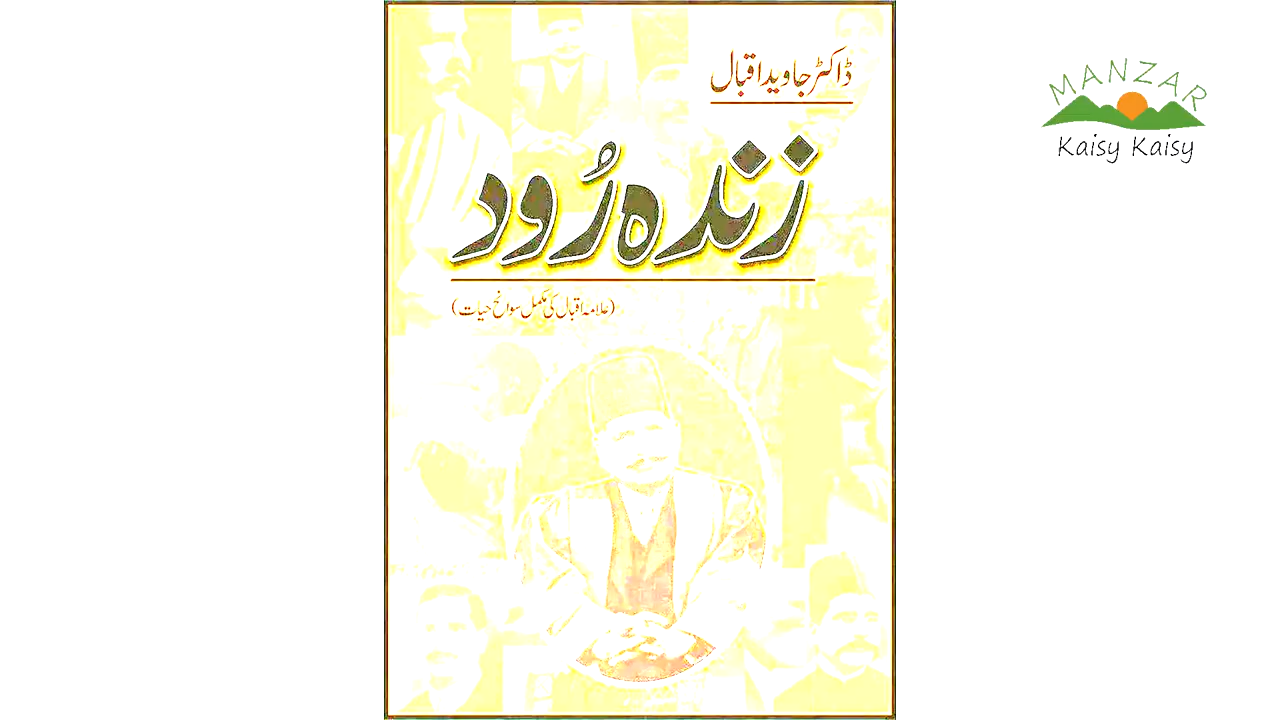 ڈاکٹر جاوید اقبال
زندہ رُود
(علامہ اقبال کی مکمل سوانح حیات)
MANZAR
Kaisy Kaisy